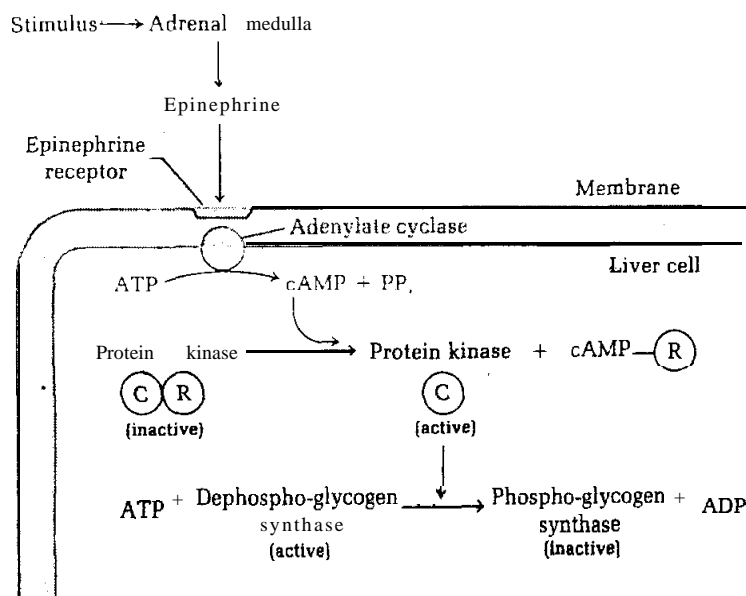 Stimulus → Adrenal medulla
Epinephrine
Epinephrine
receptor
Membrane
Adenylate cyclase
Liver cell
ATP → cAMP + PPi
Protein kinase → Protein kinase + cAMP — R
C R C
(inactive) (active)
ATP + Dephospho-glycogen → Phospho-glycogen + ADP
synthase synthase
(active) (inactive)